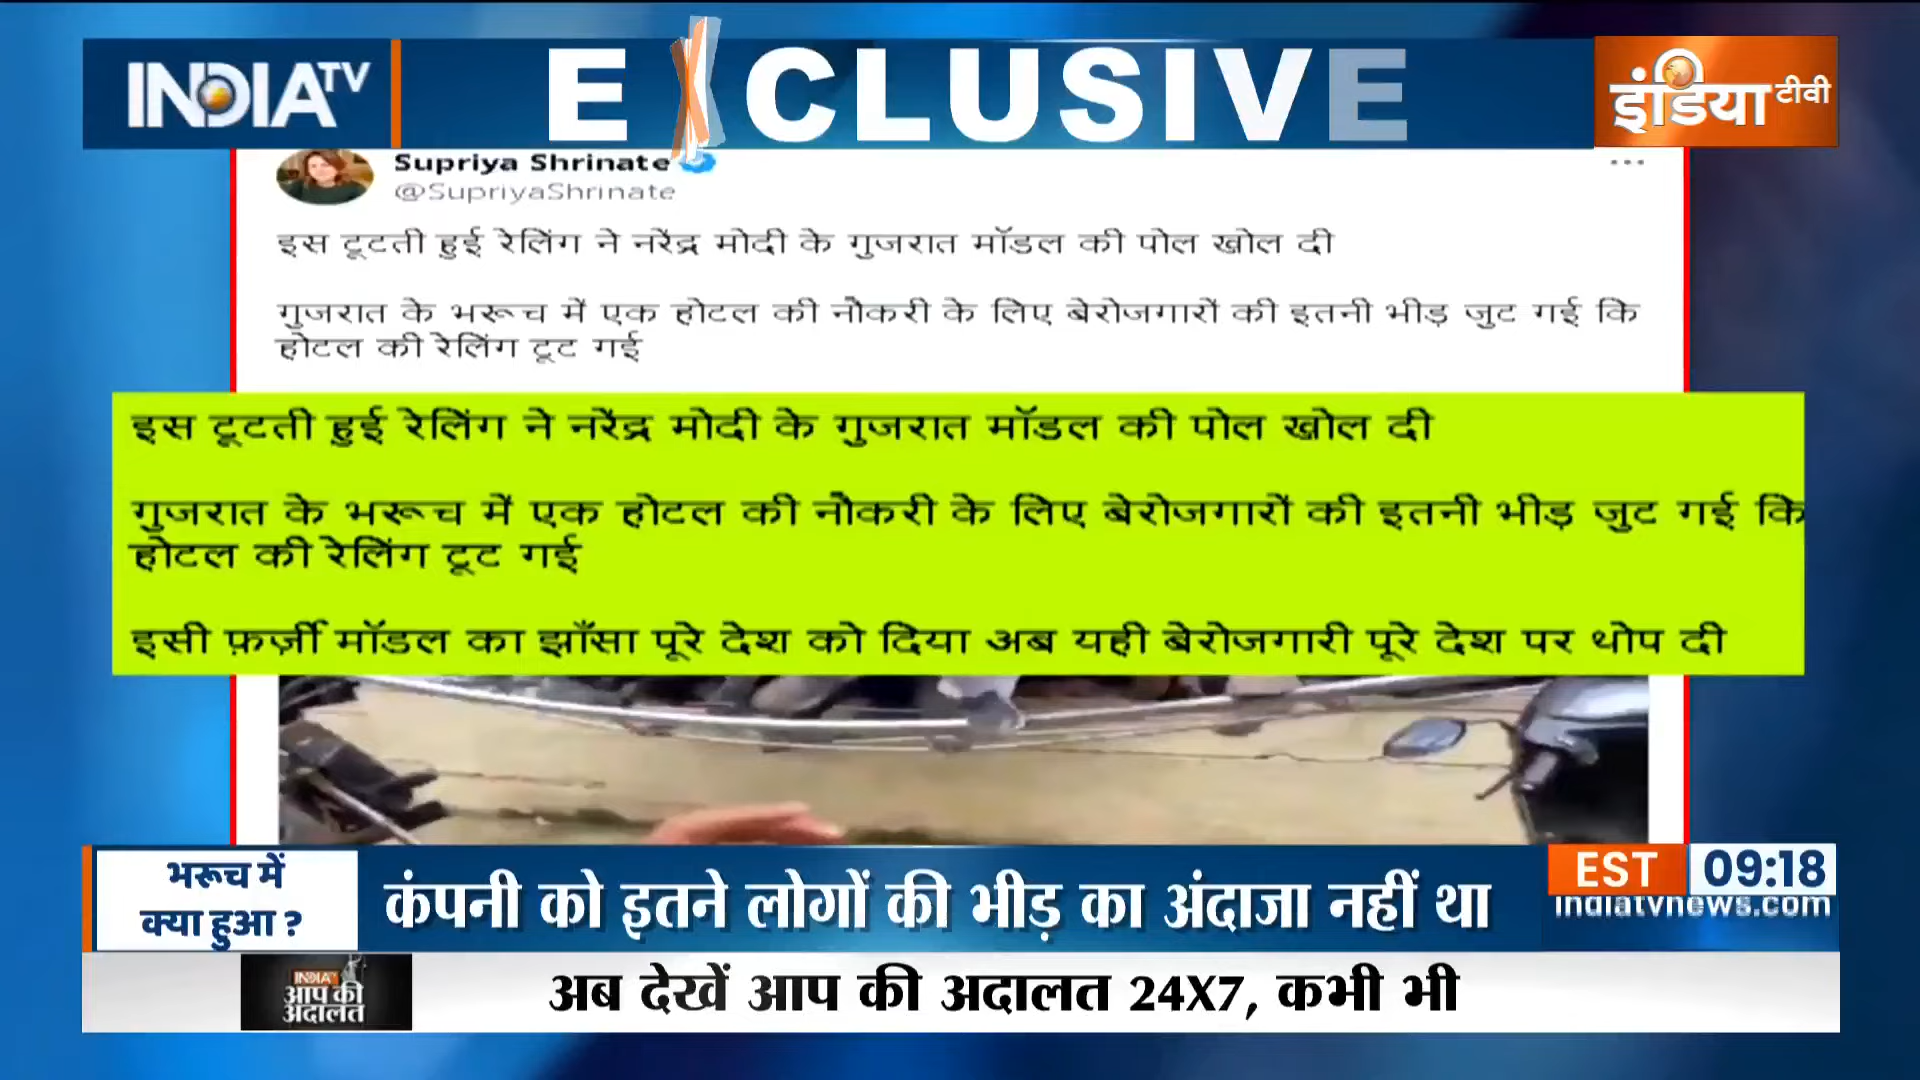 INDIA TV
EXCLUSIVE
इंडिया टीवी
Supriya Shrinate
...
@SupriyaShrinate
इस टूटती हुई रेलिंग ने नरेंद्र मोदी के गुजरात मॉडल की पोल खोल दी
गुजरात के भरूच में एक होटल की नौकरी के लिए बेरोजगारों की इतनी भीड़ जुट गई कि
होटल की रेलिंग टूट गई
इस टूटती हुई रेलिंग ने नरेंद्र मोदी के गुजरात मॉडल की पोल खोल दी
गुजरात के भरूच में एक होटल की नौकरी के लिए बेरोजगारों की इतनी भीड़ जुट गई कि
होटल की रेलिंग टूट गई
इसी फ़र्ज़ी मॉडल का झाँसा पूरे देश को दिया अब यही बेरोजगारी पूरे देश पर थोप दी
भरूच में
क्या हुआ ?
कंपनी को इतने लोगों की भीड़ का अंदाजा नहीं था
EST 09:18
indiatvnews.com
INDIA TV
आप की
अदालत
अब देखें आप की अदालत 24X7, कभी भी